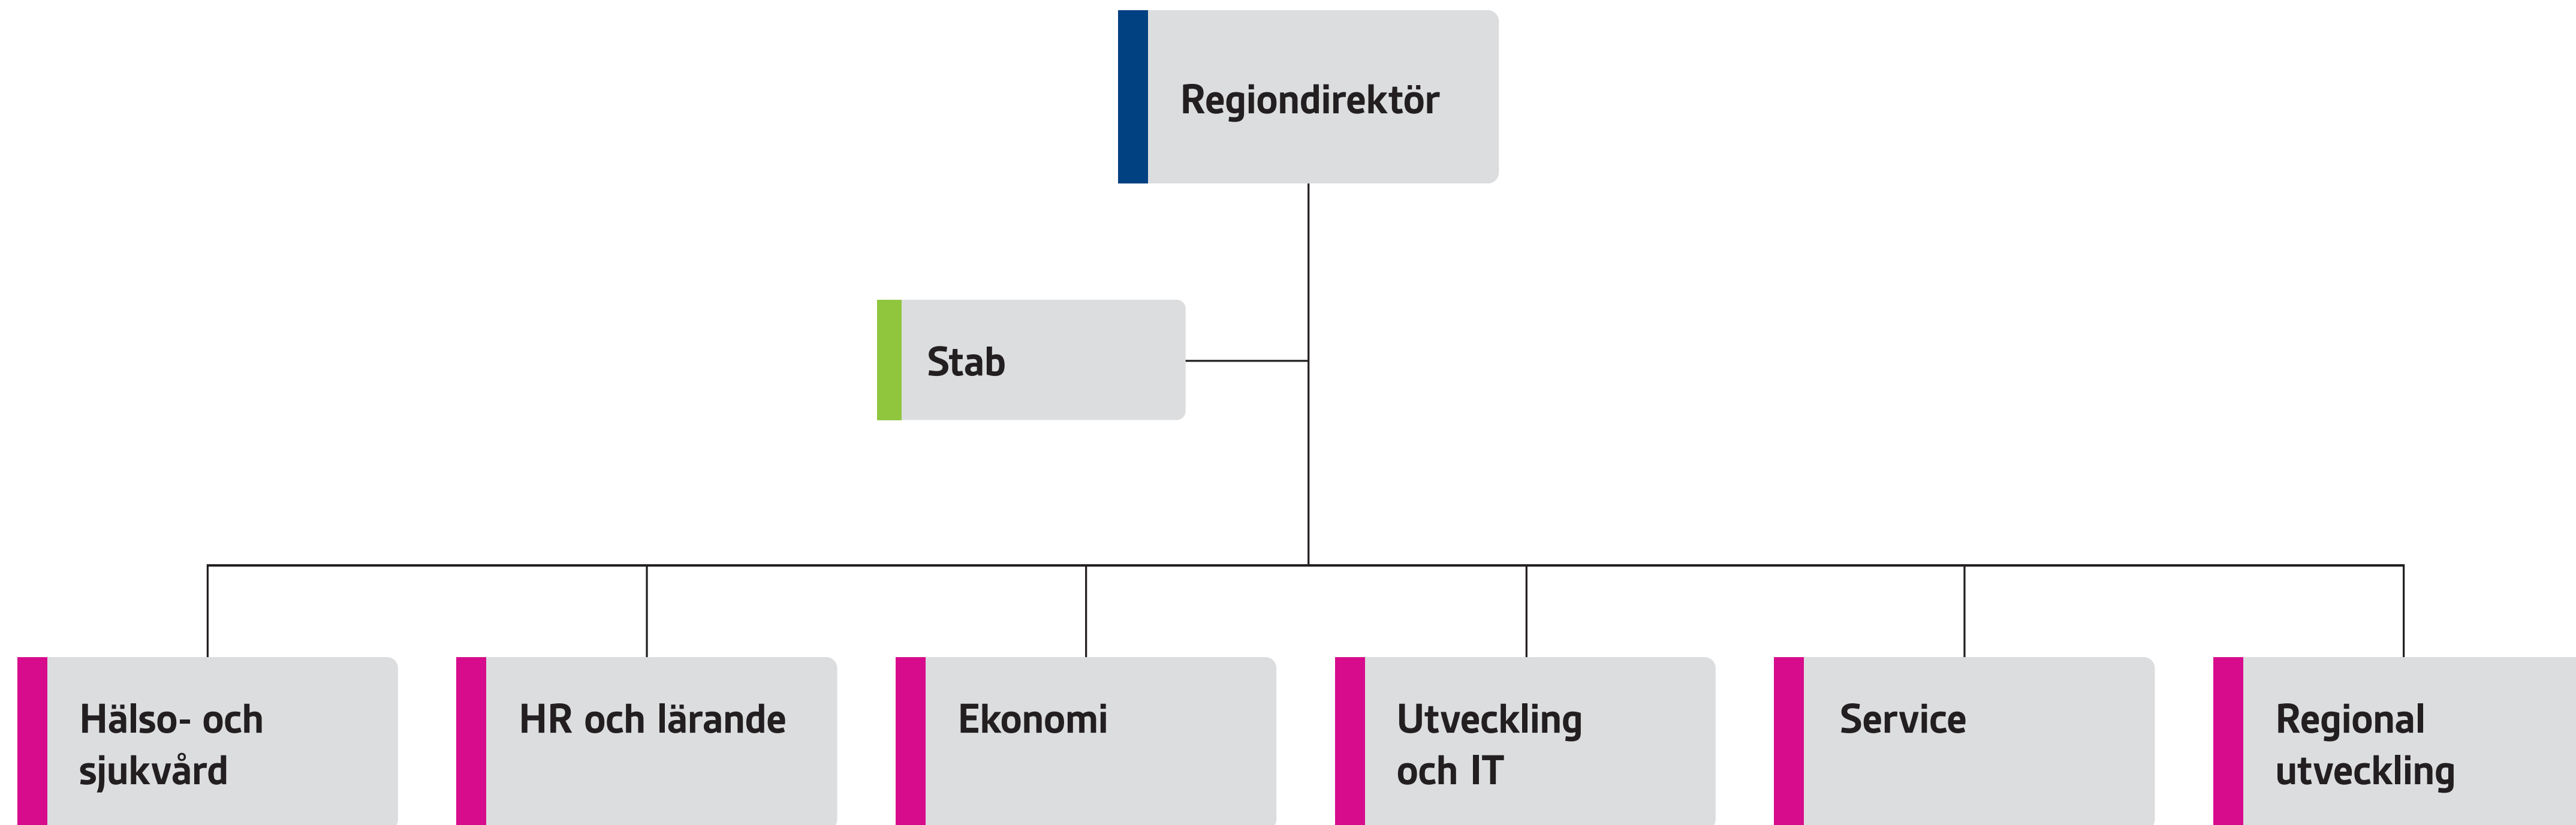 Regiondirektör
Stab
Hälso- och
sjukvård
HR och lärande
Ekonomi
Utveckling
och IT
Service
Regional
utveckling